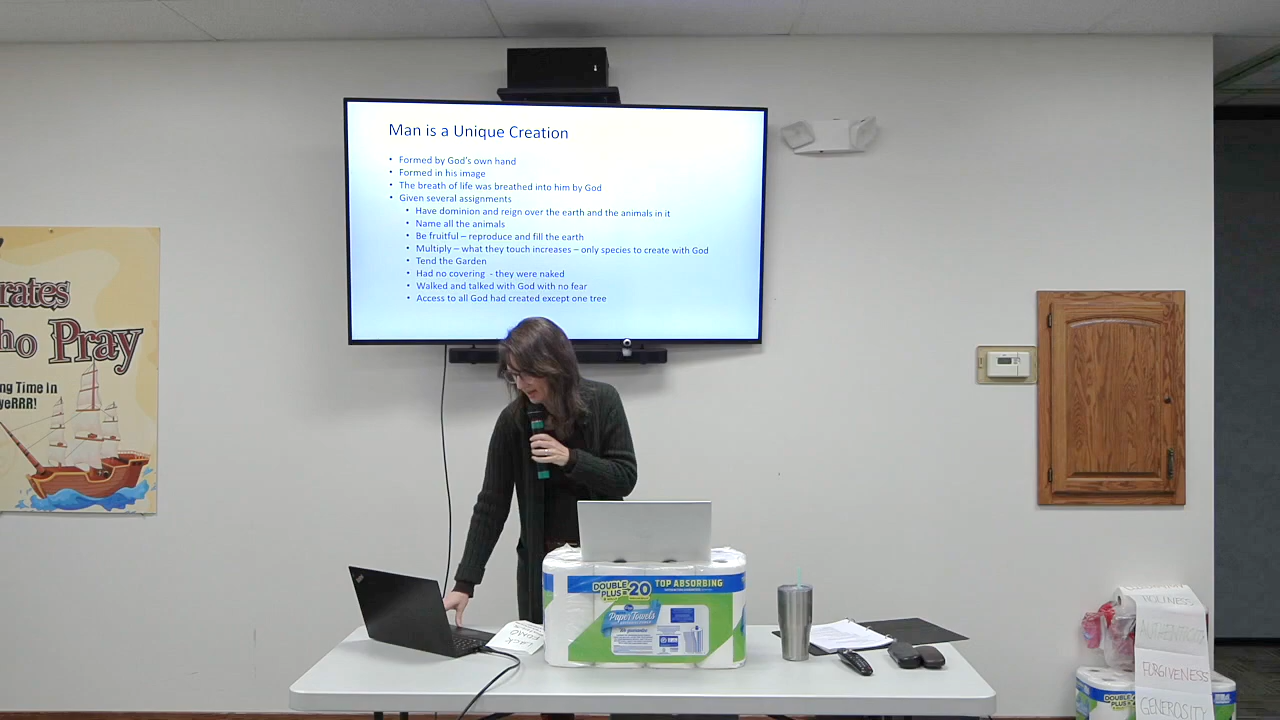 Man is a Unique Creation
• Formed by God's own hand
• Formed in his image
• The breath of life was breathed into him by God
• Given several assignments
• Have dominion and reign over the earth and the animals in it
• Name all the animals
• Be fruitful – reproduce and fill the earth
• Multiply – what they touch increases – only species to create with God
• Tend the Garden
• Had no covering - they were naked
• Walked and talked with God with no fear
• Access to all God had created except one tree
rates
ho Pray
ng Time In
yeRRR!
DOUBLE PLUS = 20
TOP ABSORBING
Paper Towels
HOLINESS
FORGIVENESS
GENEROSITY
DOUBLE
PLUS